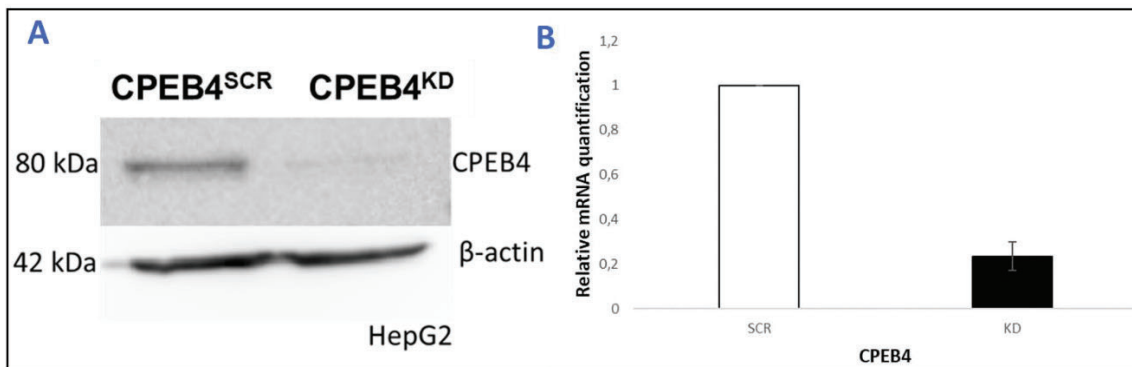 A
CPEB4SCR CPEB4KD
80 kDa
CPEB4
42 kDa
β-actin
HepG2
B
Relative mRNA quantification
1,2
1
0,8
0,6
0,4
0,2
0
SCR KD
CPEB4